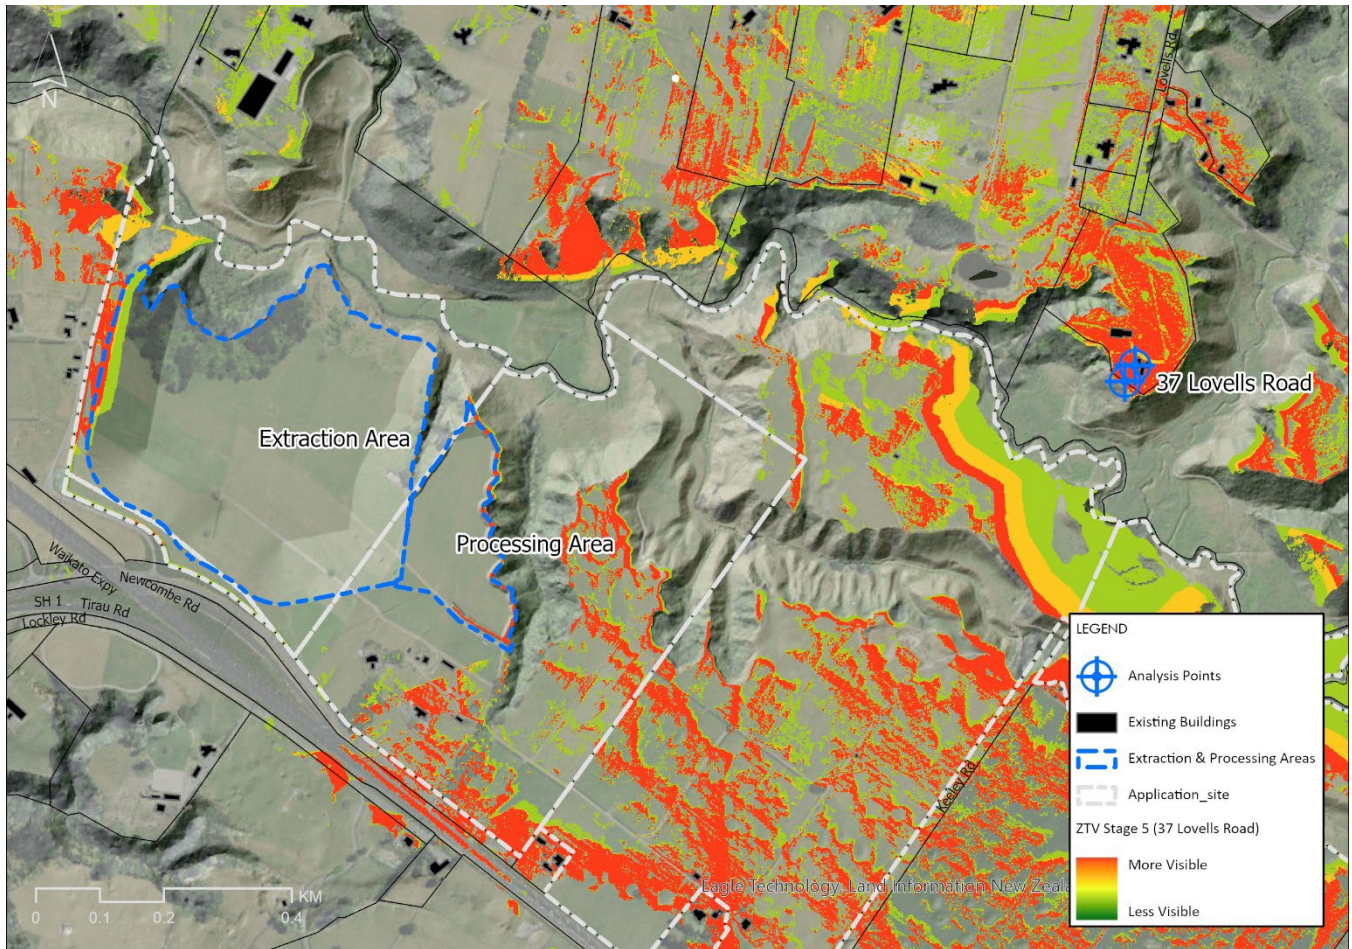 N
Lovells Rd
37 Lovells Road
Extraction Area
Processing Area
Waikato Expy
Newcombe Rd
SH 1
Tirau Rd
Lockley Rd
Keeley Rd
LEGEND
Analysis Points
Existing Buildings
Extraction & Processing Areas
Application_site
ZTV Stage 5 (37 Lovells Road)
More Visible
Less Visible
Eagle Technology, Land Information New Zeala
KM
0 0.1 0.2 0.4